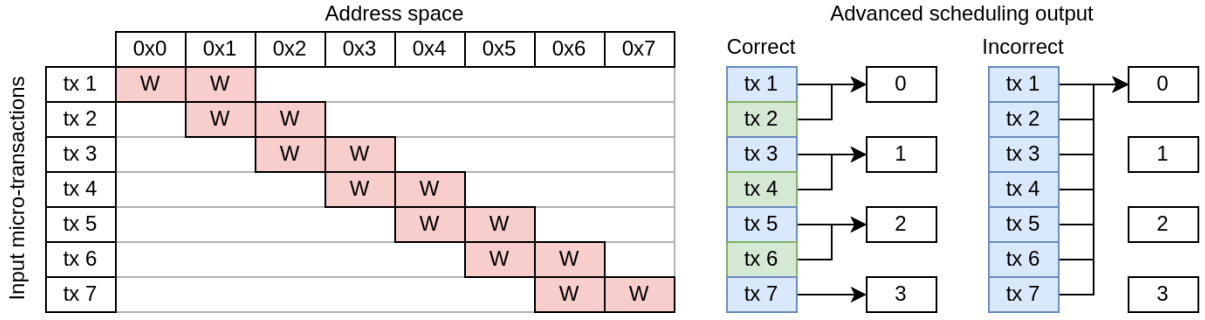 Address space
Advanced scheduling output
Correct
Incorrect
0x0 0x1 0x2 0x3 0x4 0x5 0x6 0x7
Input micro-transactions
tx 1 W W
tx 2 W W
tx 3 W W
tx 4 W W
tx 5 W W
tx 6 W W
tx 7 W W
tx 1 0
tx 2
tx 3 1
tx 4
tx 5 2
tx 6
tx 7 3
tx 1 0
tx 2
tx 3 1
tx 4
tx 5 2
tx 6
tx 7 3